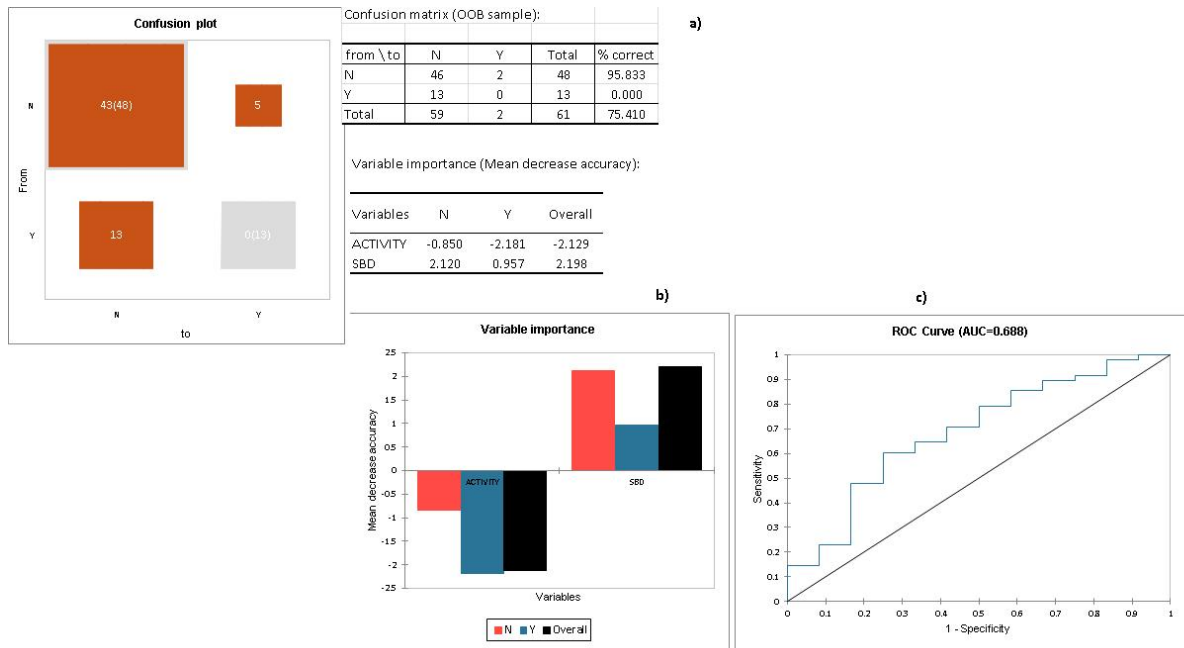 Confusion plot
N
43(48)
5
From
Y
13
0(13)
N
Y
to
Confusion matrix (OOB sample):
a)
from \ to N Y Total % correct
N 46 2 48 95.833
Y 13 0 13 0.000
Total 59 2 61 75.410
Variable importance (Mean decrease accuracy):
Variables N Y Overall
ACTIVITY -0.850 -2.181 -2.129
SBD 2.120 0.957 2.198
b)
Variable importance
Mean decrease accuracy
25
2
1.5
1
0.5
0
-0.5
-1
-1.5
-2
-25
ACTIVITY
SBD
Variables
N Y Overall
c)
ROC Curve (AUC=0.688)
Sensitivity
1
0.9
0.8
0.7
0.6
0.5
0.4
0.3
0.2
0.1
0
0 0.1 0.2 0.3 0.4 0.5 0.6 0.7 0.8 0.9 1
1 - Specificity